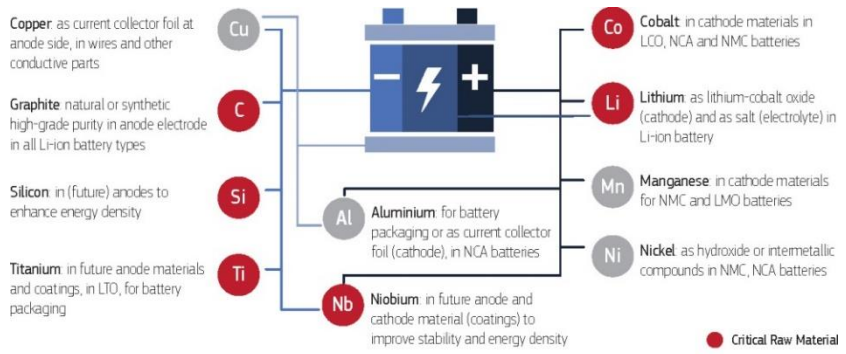 Copper: as current collector foil at
anode side, in wires and other
conductive parts
Cu
Graphite: natural or synthetic
high-grade purity in anode electrode
in all Li-ion battery types
C
Silicon: in (future) anodes to
enhance energy density
Si
Titanium: in future anode materials
and coatings, in LTO, for battery
packaging
Ti
− +
Al
Aluminium: for battery
packaging or as current collector
foil (cathode), in NCA batteries
Nb
Niobium: in future anode and
cathode material (coatings) to
improve stability and energy density
Co
Cobalt: in cathode materials in
LCO, NCA and NMC batteries
Li
Lithium: as lithium-cobalt oxide
(cathode) and as salt (electrolyte) in
Li-ion battery
Mn
Manganese: in cathode materials
for NMC and LMO batteries
Ni
Nickel: as hydroxide or intermetallic
compounds in NMC, NCA batteries
Critical Raw Material